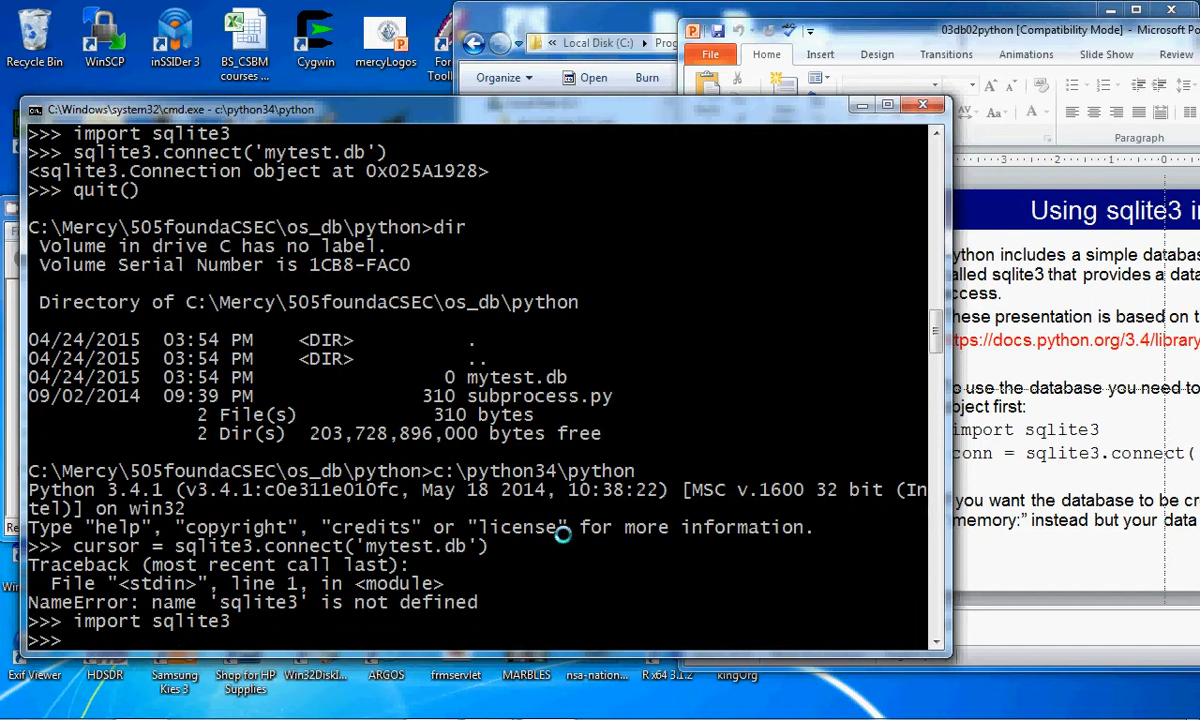 Recycle Bin
WinSCP
inSSIDer 3
BS_CSBM
courses ...
Cygwin
mercyLogos
Local Disk (C:)
Organize
Open
Burn
03db02python [Compatibility Mode] - Microsoft Po
File
Home
Insert
Design
Transitions
Animations
Slide Show
Review
Paragraph
C:\Windows\system32\cmd.exe - c:\python34\python
>>> import sqlite3
>>> sqlite3.connect('mytest.db')
<sqlite3.Connection object at 0x025A1928>
>>> quit()
C:\Mercy\505foundaCSEC\os_db\python>dir
Volume in drive C has no label.
Volume Serial Number is 1CB8-FAC0
Directory of C:\Mercy\505foundaCSEC\os_db\python
04/24/2015  03:54 PM    <DIR>          .
04/24/2015  03:54 PM    <DIR>          ..
04/24/2015  03:54 PM                 0 mytest.db
09/02/2014  09:39 PM               310 subprocess.py
2 File(s)            310 bytes
2 Dir(s)  203,728,896,000 bytes free
C:\Mercy\505foundaCSEC\os_db\python>c:\python34\python
Python 3.4.1 (v3.4.1:c0e311e010fc, May 18 2014, 10:38:22) [MSC v.1600 32 bit (In
tel)] on win32
Type "help", "copyright", "credits" or "license" for more information.
>>> cursor = sqlite3.connect('mytest.db')
Traceback (most recent call last):
File "<stdin>", line 1, in <module>
NameError: name 'sqlite3' is not defined
>>> import sqlite3
>>>
Using sqlite3 i
ython includes a simple databas
alled sqlite3 that provides a data
ccess.
hese presentation is based on t
ttps://docs.python.org/3.4/library
o use the database you need to
bject first:
import sqlite3
conn = sqlite3.connect(
you want the database to be cr
memory:" instead but your data
Exif Viewer
HDSDR
Samsung
Kies 3
Shop for HP
Supplies
Win32DiskI...
ARGOS
frmservlet
MARBLES
nsa-nation...
R x64 3.1.2
kingOrg